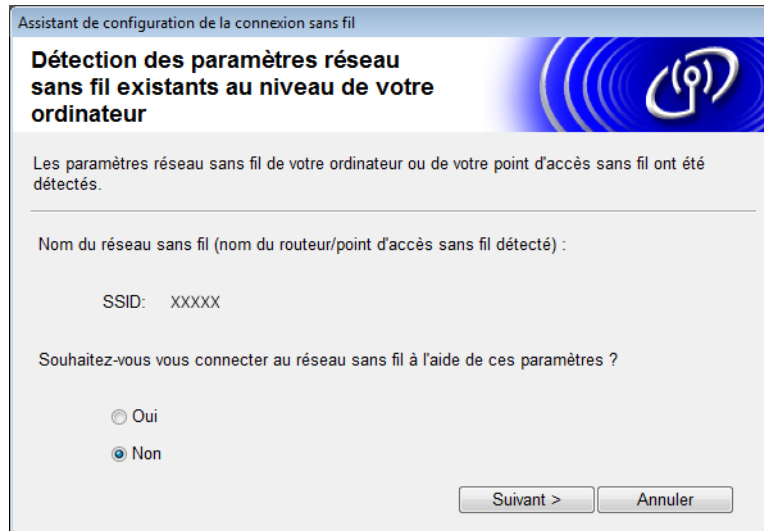 Assistant de configuration de la connexion sans fil
Détection des paramètres réseau
sans fil existants au niveau de votre
ordinateur
Les paramètres réseau sans fil de votre ordinateur ou de votre point d'accès sans fil ont été
détectés.
Nom du réseau sans fil (nom du routeur/point d'accès sans fil détecté) :
SSID: XXXXX
Souhaitez-vous vous connecter au réseau sans fil à l'aide de ces paramètres ?
Oui
Non
Suivant > Annuler